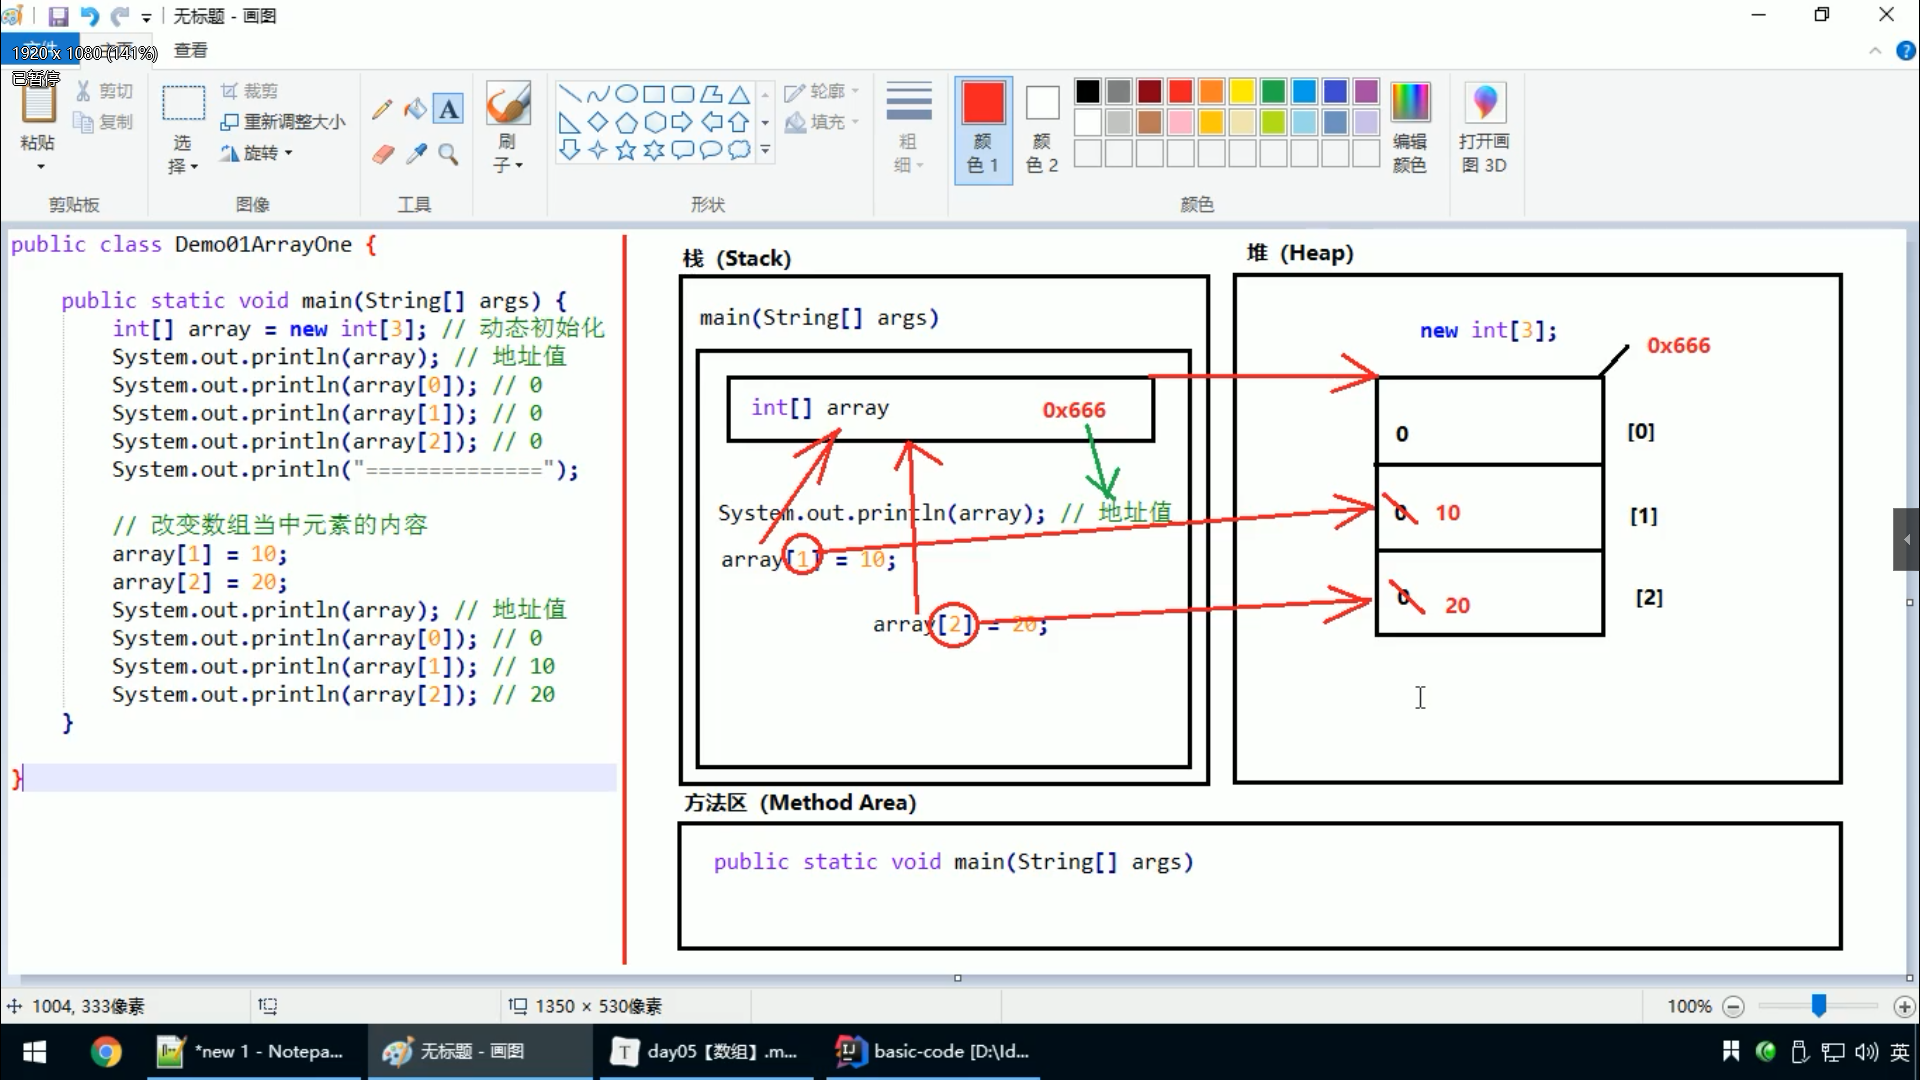 无标题 - 画图
文件 主页 查看
1920 x 1080 (141%)
已暂停
粘贴
剪切
复制
剪贴板
选择
裁剪
重新调整大小
旋转
图像
A
工具
刷子
轮廓
填充
形状
粗细
颜色 1
颜色 2
编辑颜色
颜色
打开画图 3D
public class Demo01ArrayOne {
public static void main(String[] args) {
int[] array = new int[3]; // 动态初始化
System.out.println(array); // 地址值
System.out.println(array[0]); // 0
System.out.println(array[1]); // 0
System.out.println(array[2]); // 0
System.out.println("==============");
// 改变数组当中元素的内容
array[1] = 10;
array[2] = 20;
System.out.println(array); // 地址值
System.out.println(array[0]); // 0
System.out.println(array[1]); // 10
System.out.println(array[2]); // 20
}
}
栈（Stack）
main(String[] args)
int[] array 0x666
System.out.println(array); // 地址值
array[1] = 10;
array[2] = 20;
堆（Heap）
new int[3];
0x666
0 [0]
0 10 [1]
0 20 [2]
方法区（Method Area）
public static void main(String[] args)
1004, 333像素
1350 × 530像素
100%
*new 1 - Notepa...
无标题 - 画图
T day05【数组】.m...
IJ basic-code [D:\Id...
英